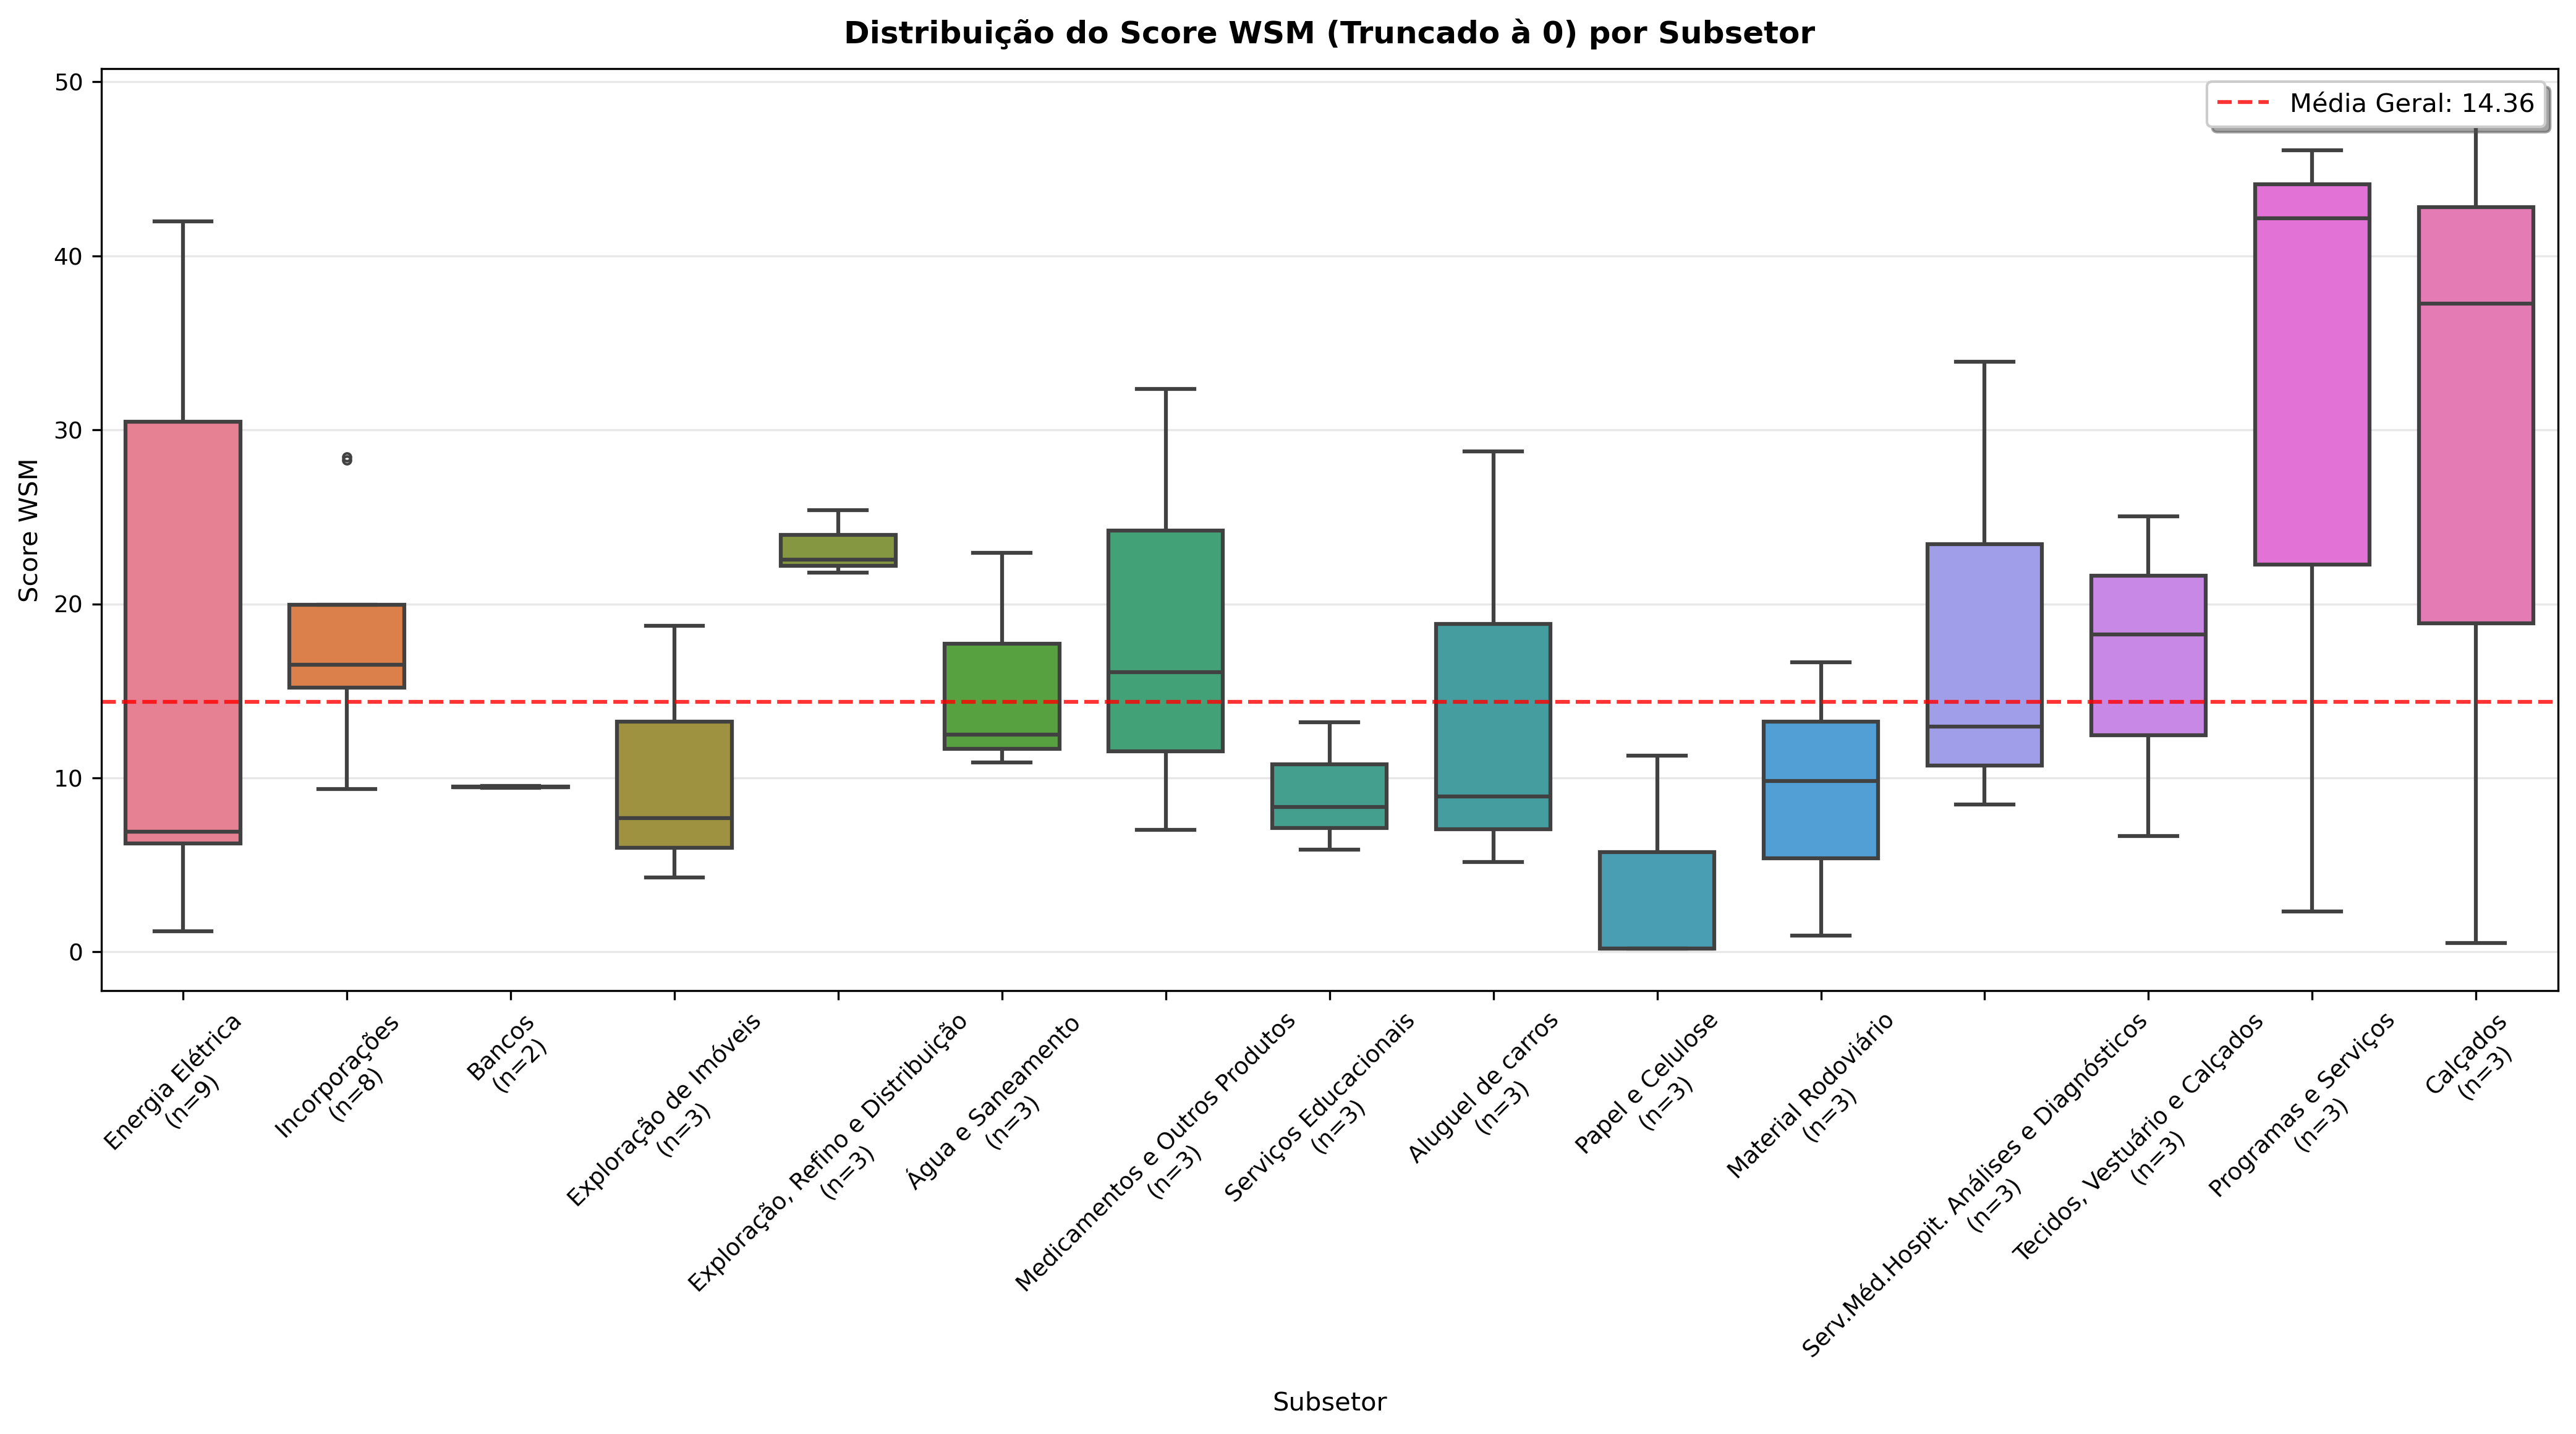 Distribuição do Score WSM (Truncado à 0) por Subsetor
Média Geral: 14.36
Score WSM
50
40
30
20
10
0
Energia Elétrica
(n=9)
Incorporações
(n=8)
Bancos
(n=2)
Exploração de Imóveis
(n=3)
Exploração, Refino e Distribuição
(n=3)
Água e Saneamento
(n=3)
Medicamentos e Outros Produtos
(n=3)
Serviços Educacionais
(n=3)
Aluguel de carros
(n=3)
Papel e Celulose
(n=3)
Material Rodoviário
(n=3)
Serv.Méd.Hospit. Análises e Diagnósticos
(n=3)
Tecidos, Vestuário e Calçados
(n=3)
Programas e Serviços
(n=3)
Calçados
(n=3)
Subsetor